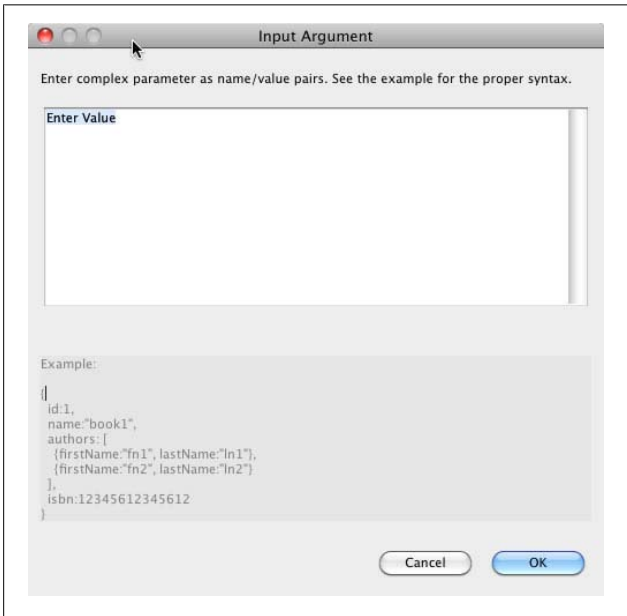 Input Argument
Enter complex parameter as name/value pairs. See the example for the proper syntax.
Enter Value
Example:
{
id:1,
name:"book1",
authors: [
{firstName:"fn1", lastName:"ln1"},
{firstName:"fn2", lastName:"ln2"}
],
isbn:12345612345612
}
Cancel
OK